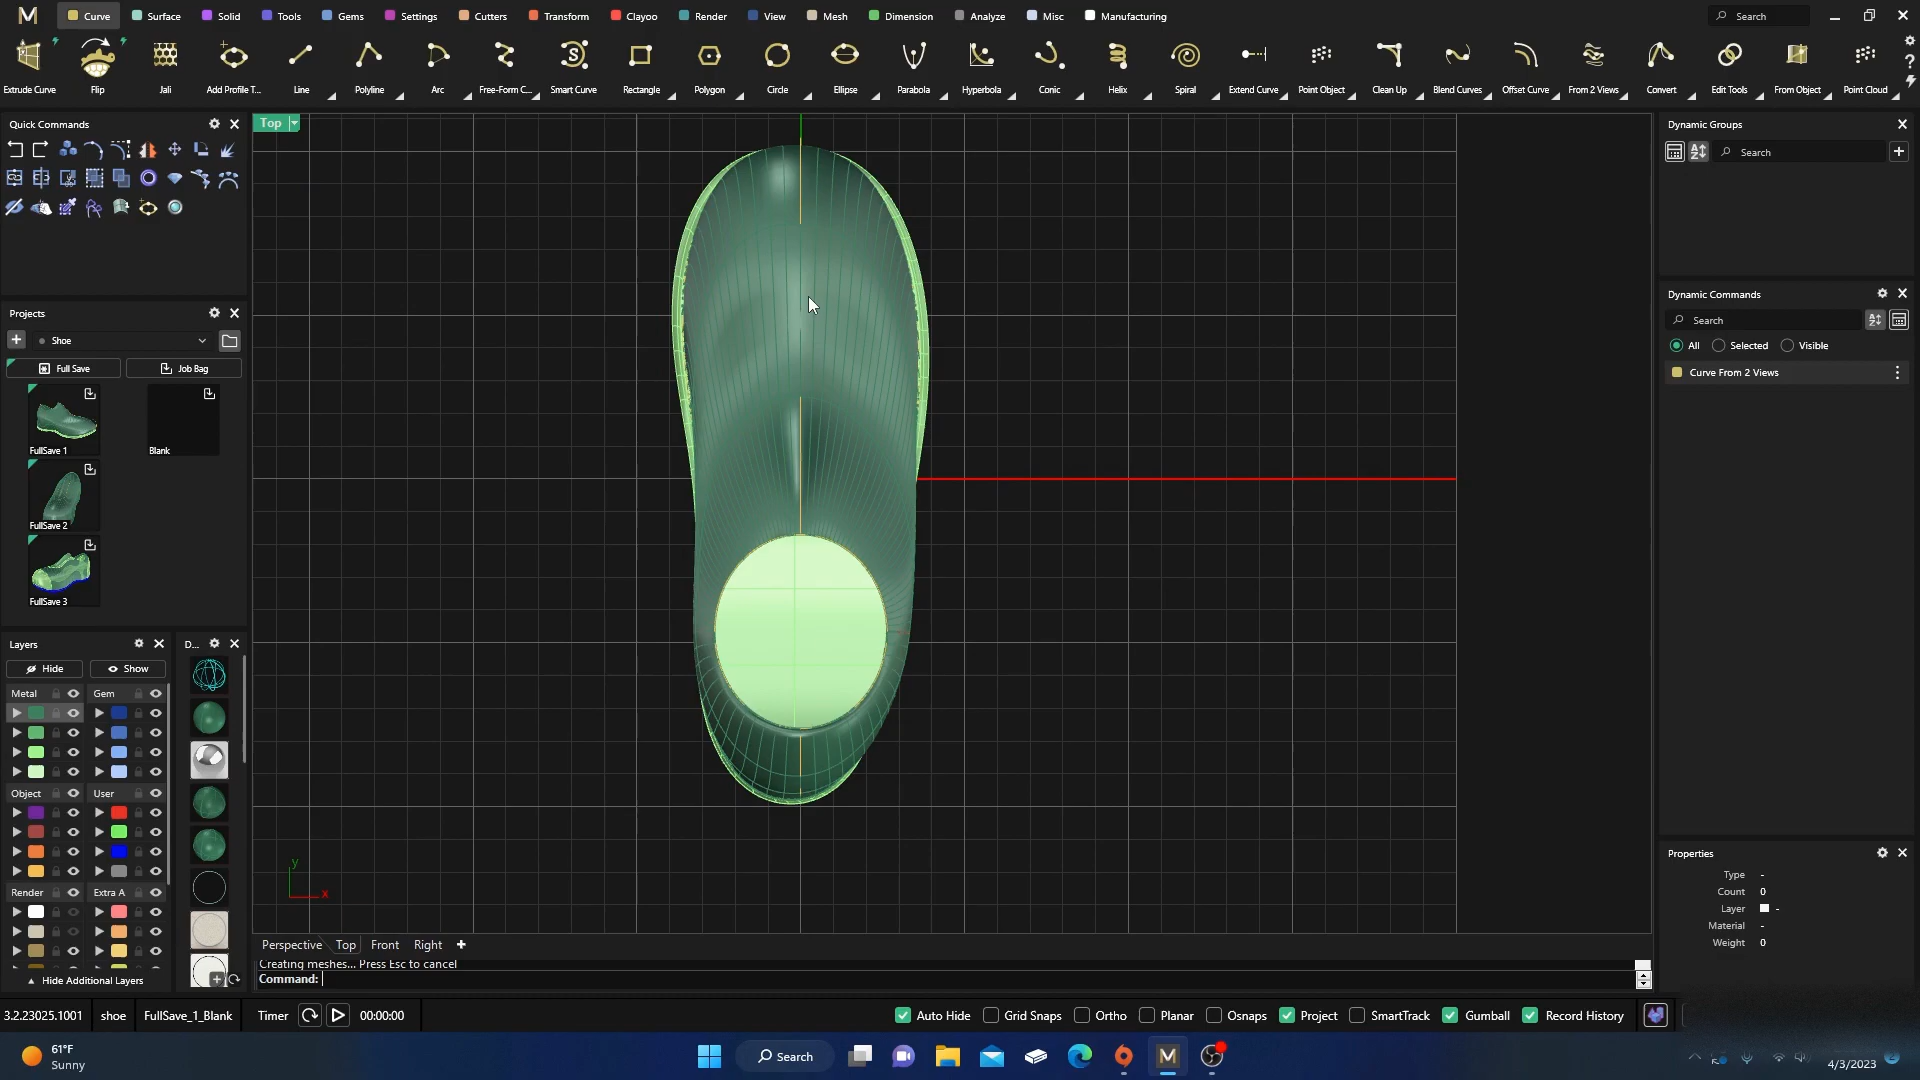 Curve Surface Solid Tools Gems Settings Cutters Transform Clayoo Render View Mesh Dimension Analyze Misc Manufacturing Search
Extrude Curve Flip Jali Add Profile T... Line Polyline Arc Free-Form C... Smart Curve Rectangle Polygon Circle Ellipse Parabola Hyperbola Conic Helix Spiral Extend Curve Point Object Clean Up Blend Curves Offset Curve From 2 Views Convert Edit Tools From Object Point Cloud
Quick Commands
Top
Projects
Shoe
Full Save Job Bag
FullSave 1 Blank
FullSave 2
FullSave 3
Layers D...
Hide Show
Metal Gem
Object User
Render Extra A
Hide Additional Layers
y
x
Perspective Top Front Right
Creating meshes... Press Esc to cancel
Command:
Dynamic Groups
Search
Dynamic Commands
Search
All Selected Visible
Curve From 2 Views
Properties
Type -
Count 0
Layer -
Material -
Weight 0
3.2.23025.1001 shoe FullSave_1_Blank Timer 00:00:00 Auto Hide Grid Snaps Ortho Planar Osnaps Project SmartTrack Gumball Record History
61°F
Sunny
Search
4/3/2023